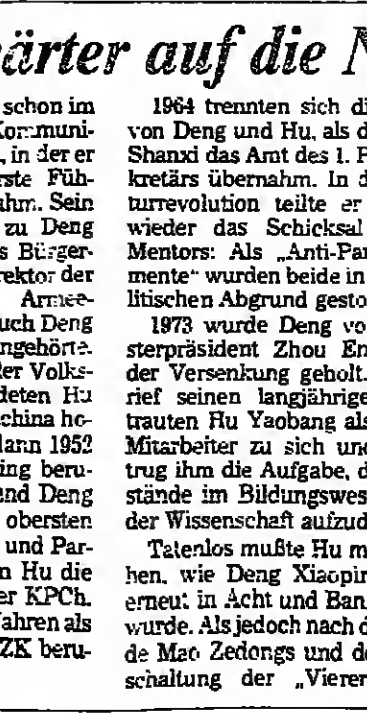 ärter auf die N
schon im
Kommuni-
, in der er
rste Füh-
ahm. Sein
zu Deng
s Bürger-
rektor der
Armee-
uch Deng
ngehörte.
der Volks-
deten Hu
china ho-
dann 1952
ing beru-
end Deng
obersten
und Par-
n Hu die
er KPCh.
Jahren als
ZK beru-
1964 trennten sich di
von Deng und Hu, als d
Shanxi das Amt des 1. P
kretärs übernahm. In d
turrevolution teilte er
wieder das Schicksal
Mentors: Als „Anti-Par
mente“ wurden beide in
litischen Abgrund gesto
1973 wurde Deng vo
sterpräsident Zhou En
der Versenkung geholt.
rief seinen langjährige
trauten Hu Yaobang als
Mitarbeiter zu sich und
trug ihm die Aufgabe, d
stände im Bildungswes
der Wissenschaft aufzud
Tatenlos mußte Hu m
hen, wie Deng Xiaopin
erneut in Acht und Ban
wurde. Als jedoch nach d
de Mao Zedongs und de
schaltung der „Vierer